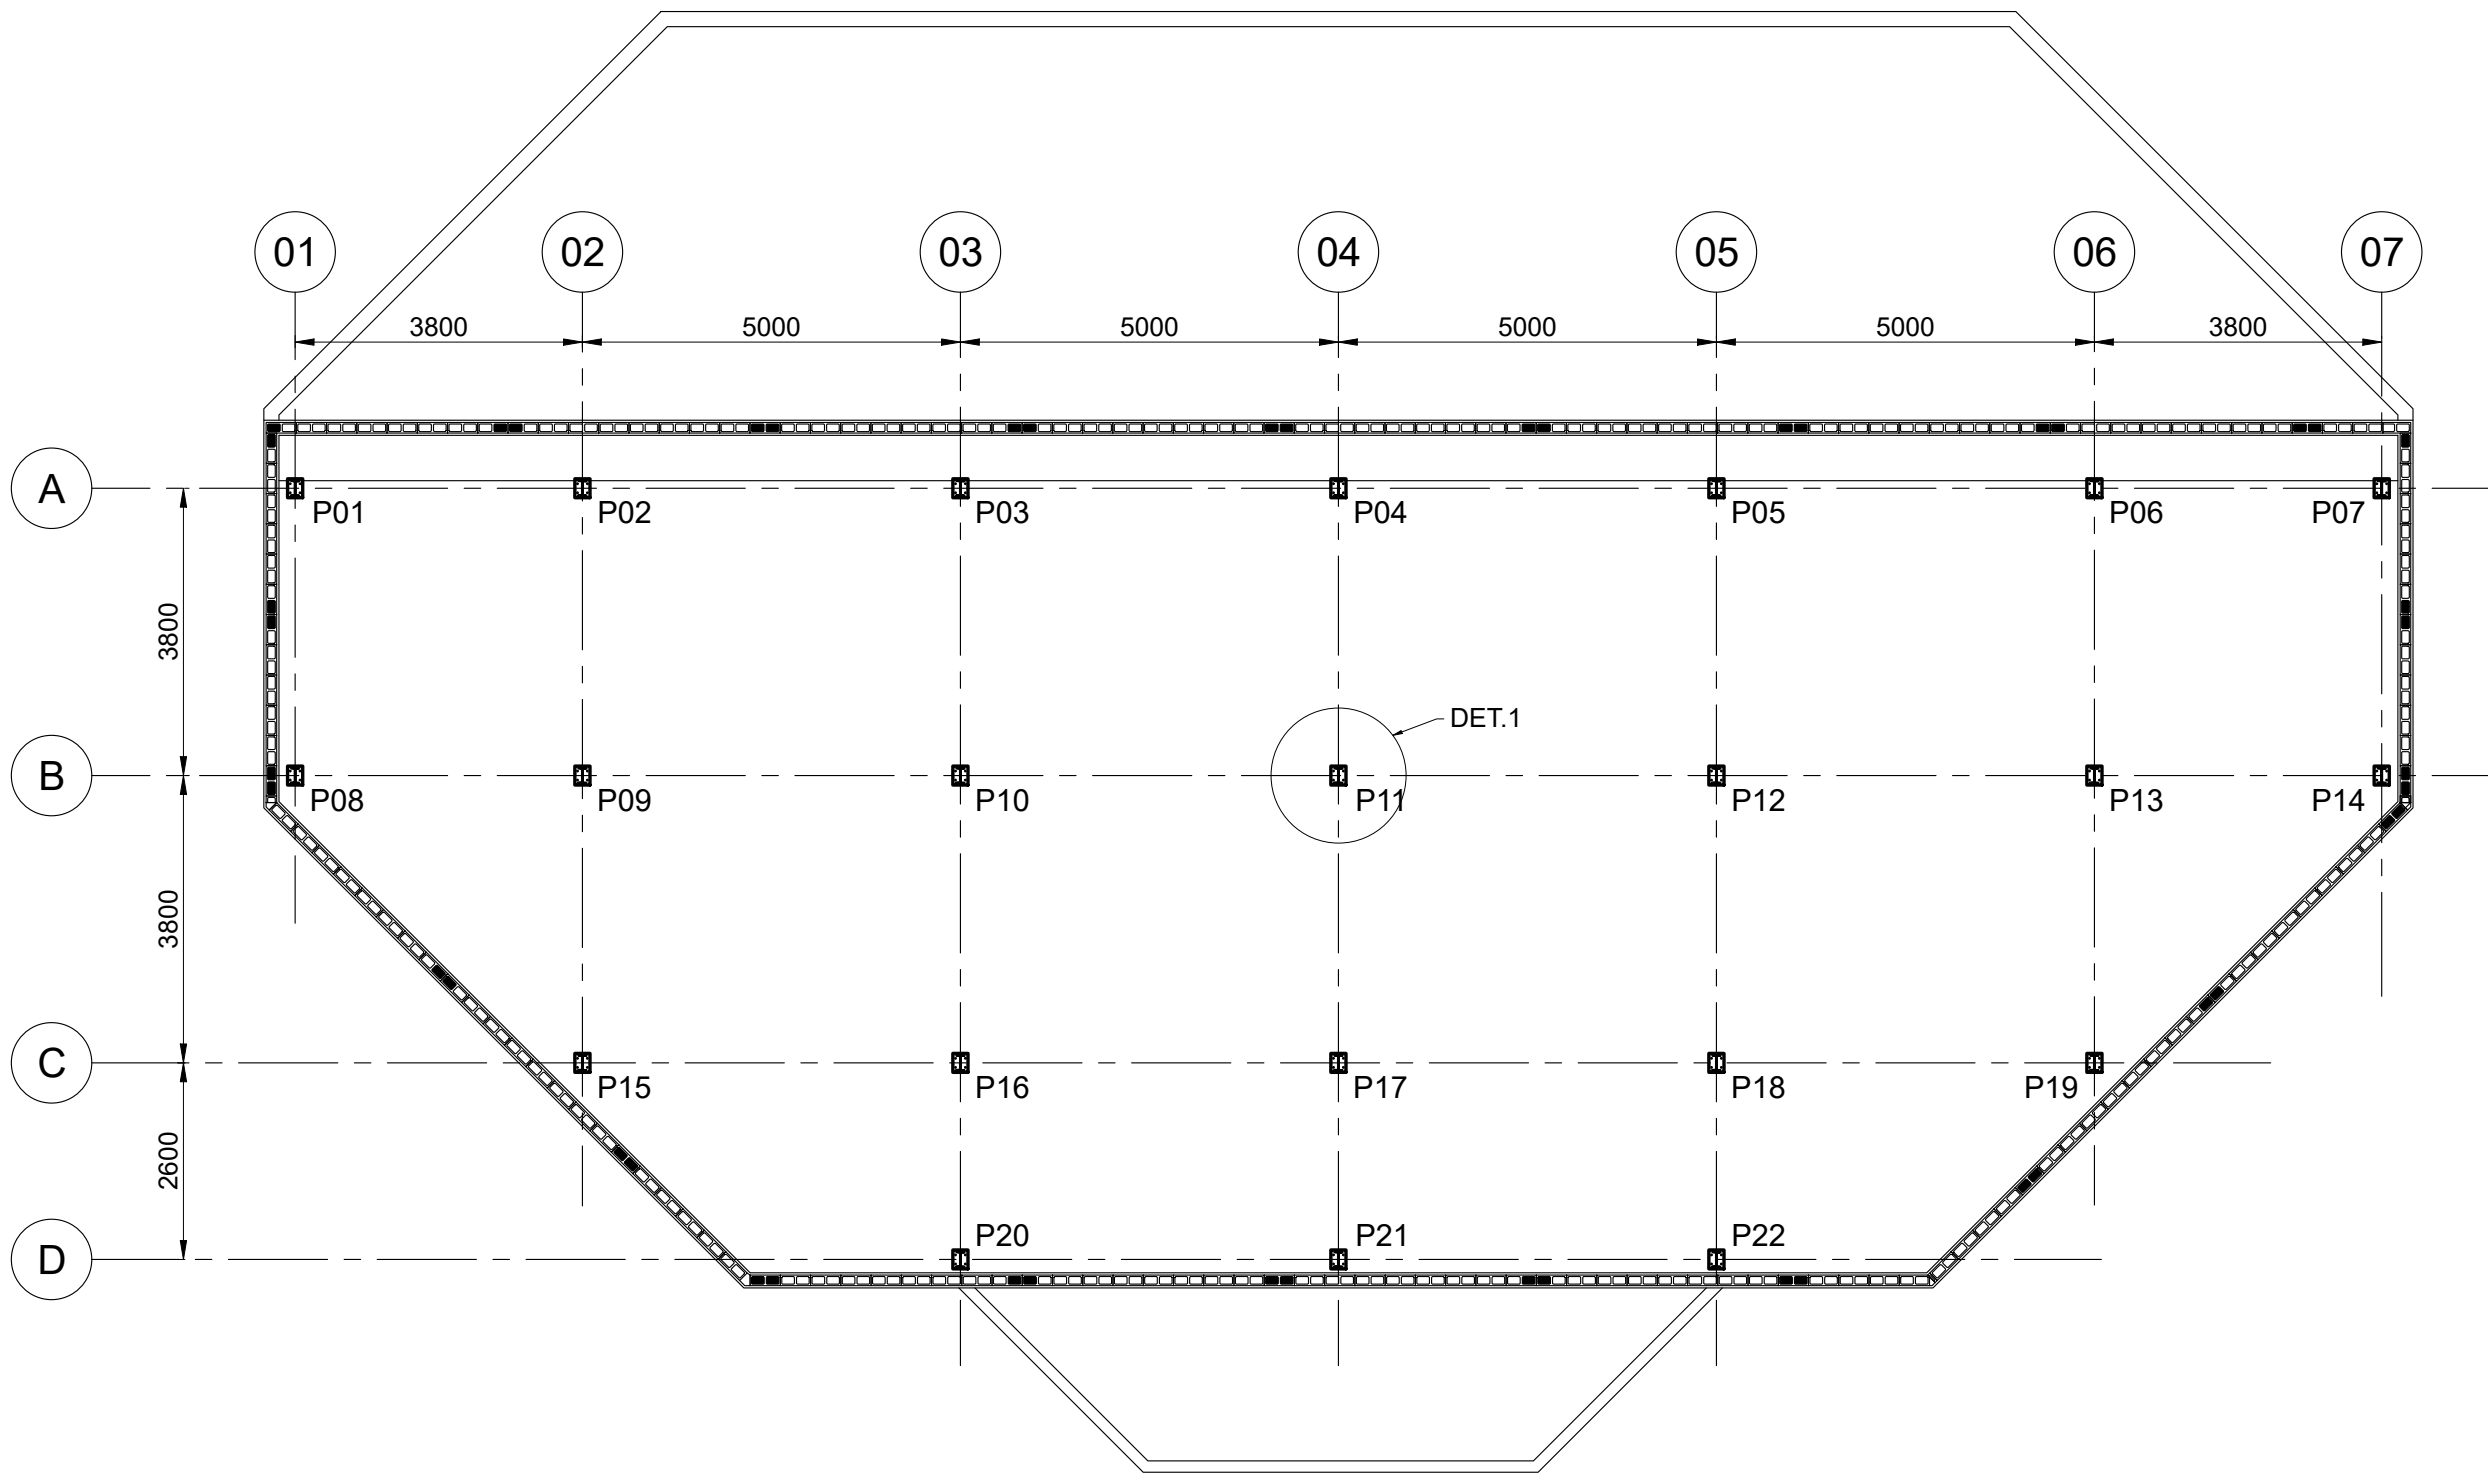 01 02 03 04 05 06 07
3800 5000 5000 5000 5000 3800
A
P01 P02 P03 P04 P05 P06 P07
3800
DET.1
B
P08 P09 P10 P11 P12 P13 P14
3800
C
P15 P16 P17 P18 P19
2600
P20 P21 P22
D